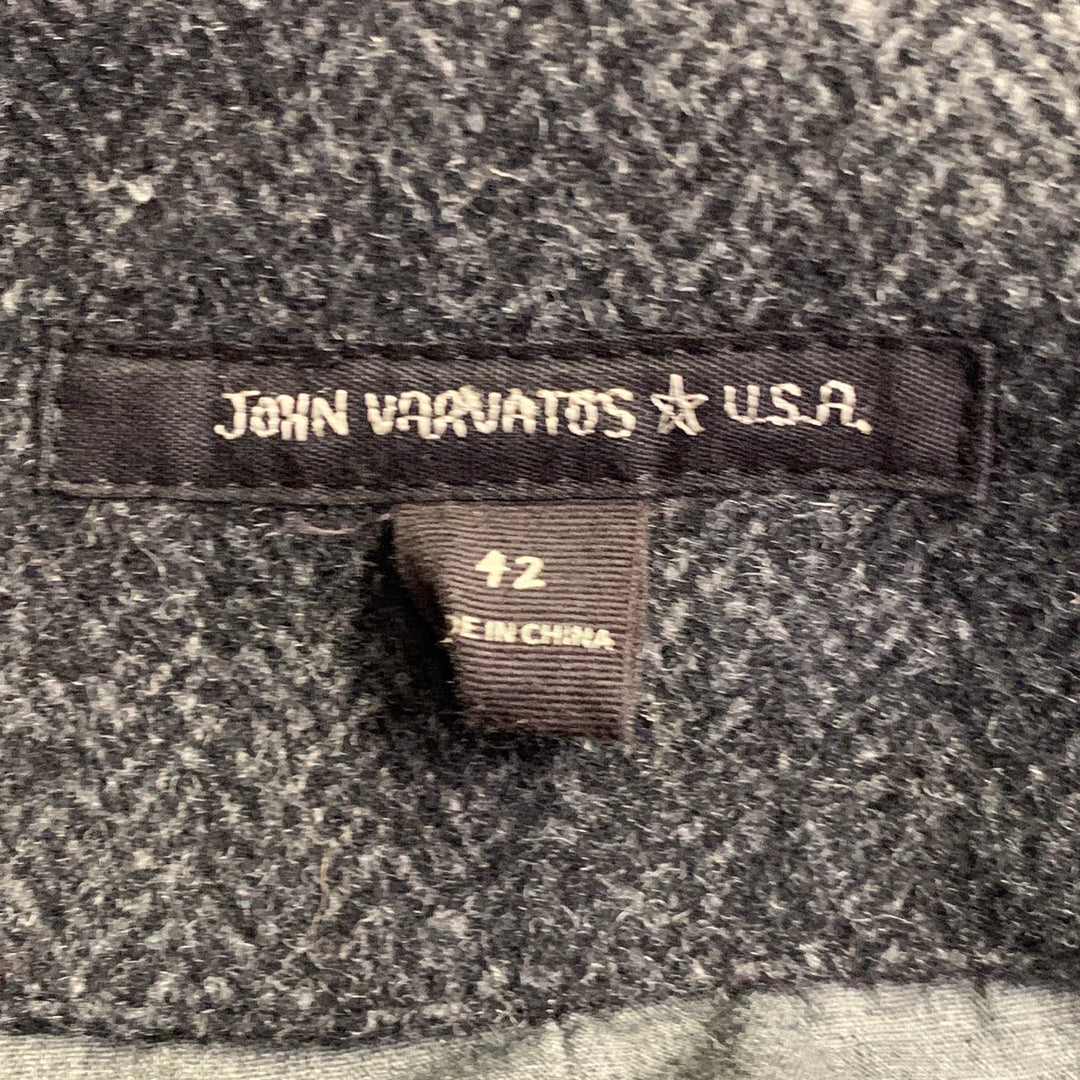 JOHN VARVATOS ☆ U.S.A.
42
DE IN CHINA